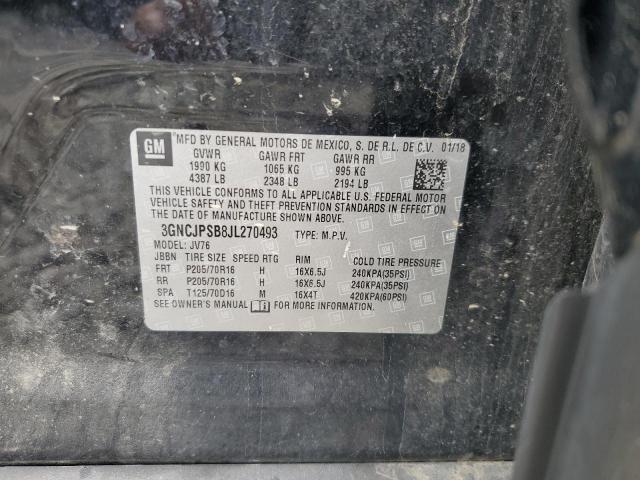 GM MFD BY GENERAL MOTORS DE MEXICO, S. DE R.L. DE C.V. 01/18
GVWR GAWR FRT GAWR RR
1990 KG 1065 KG 995 KG
4387 LB 2348 LB 2194 LB
THIS VEHICLE CONFORMS TO ALL APPLICABLE U.S. FEDERAL MOTOR
VEHICLE SAFETY AND THEFT PREVENTION STANDARDS IN EFFECT ON THE
DATE OF MANUFACTURE SHOWN ABOVE.
3GNCJPSB8JL270493 TYPE: M.P.V.
MODEL: JV76
JBBN TIRE SIZE SPEED RTG RIM COLD TIRE PRESSURE
FRT P205/70R16 H 16X6.5J 240KPA(35PSI)
RR P205/70R16 H 16X6.5J 240KPA(35PSI)
SPA T125/70D16 M 16X4T 420KPA(60PSI)
SEE OWNER'S MANUAL FOR MORE INFORMATION.